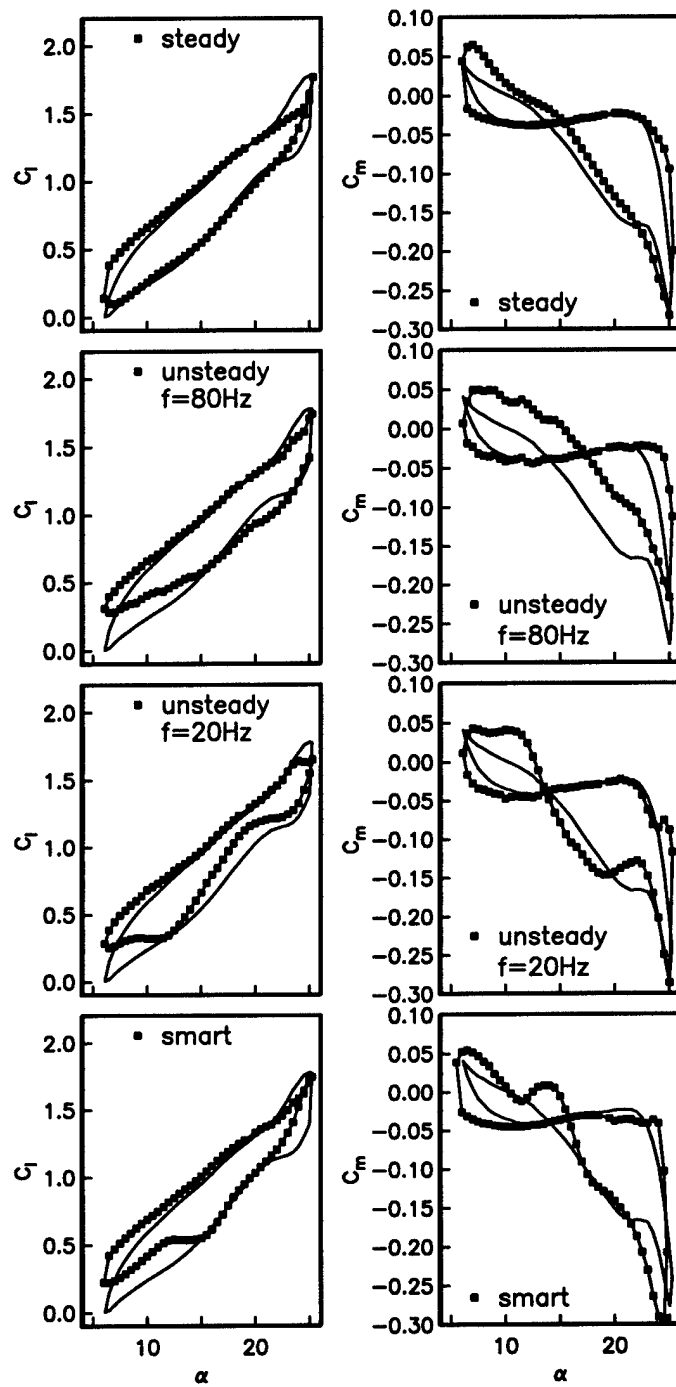 2.0
1.5
1.0
0.5
0.0
C_l
steady
0.10
0.05
0.00
−0.05
−0.10
−0.15
−0.20
−0.25
−0.30
C_m
steady
2.0
1.5
1.0
0.5
0.0
C_l
unsteady
f=80Hz
0.10
0.05
0.00
−0.05
−0.10
−0.15
−0.20
−0.25
−0.30
C_m
unsteady
f=80Hz
2.0
1.5
1.0
0.5
0.0
C_l
unsteady
f=20Hz
0.10
0.05
0.00
−0.05
−0.10
−0.15
−0.20
−0.25
−0.30
C_m
unsteady
f=20Hz
2.0
1.5
1.0
0.5
0.0
C_l
smart
10
20
α
0.10
0.05
0.00
−0.05
−0.10
−0.15
−0.20
−0.25
−0.30
C_m
smart
10
20
α